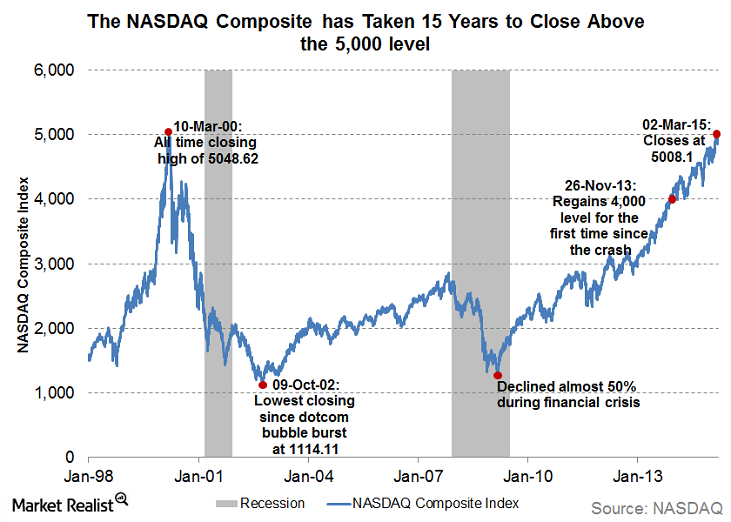 The NASDAQ Composite has Taken 15 Years to Close Above
the 5,000 level
NASDAQ Composite Index
6,000
5,000
4,000
3,000
2,000
1,000
0
10-Mar-00:
All time closing
high of 5048.62
02-Mar-15:
Closes at
5008.1
26-Nov-13:
Regains 4,000
level for the
first time since
the crash
09-Oct-02:
Lowest closing
since dotcom
bubble burst
at 1114.11
Declined almost 50%
during financial crisis
Jan-98 Jan-01 Jan-04 Jan-07 Jan-10 Jan-13
Recession NASDAQ Composite Index
Market Realist
Source: NASDAQ